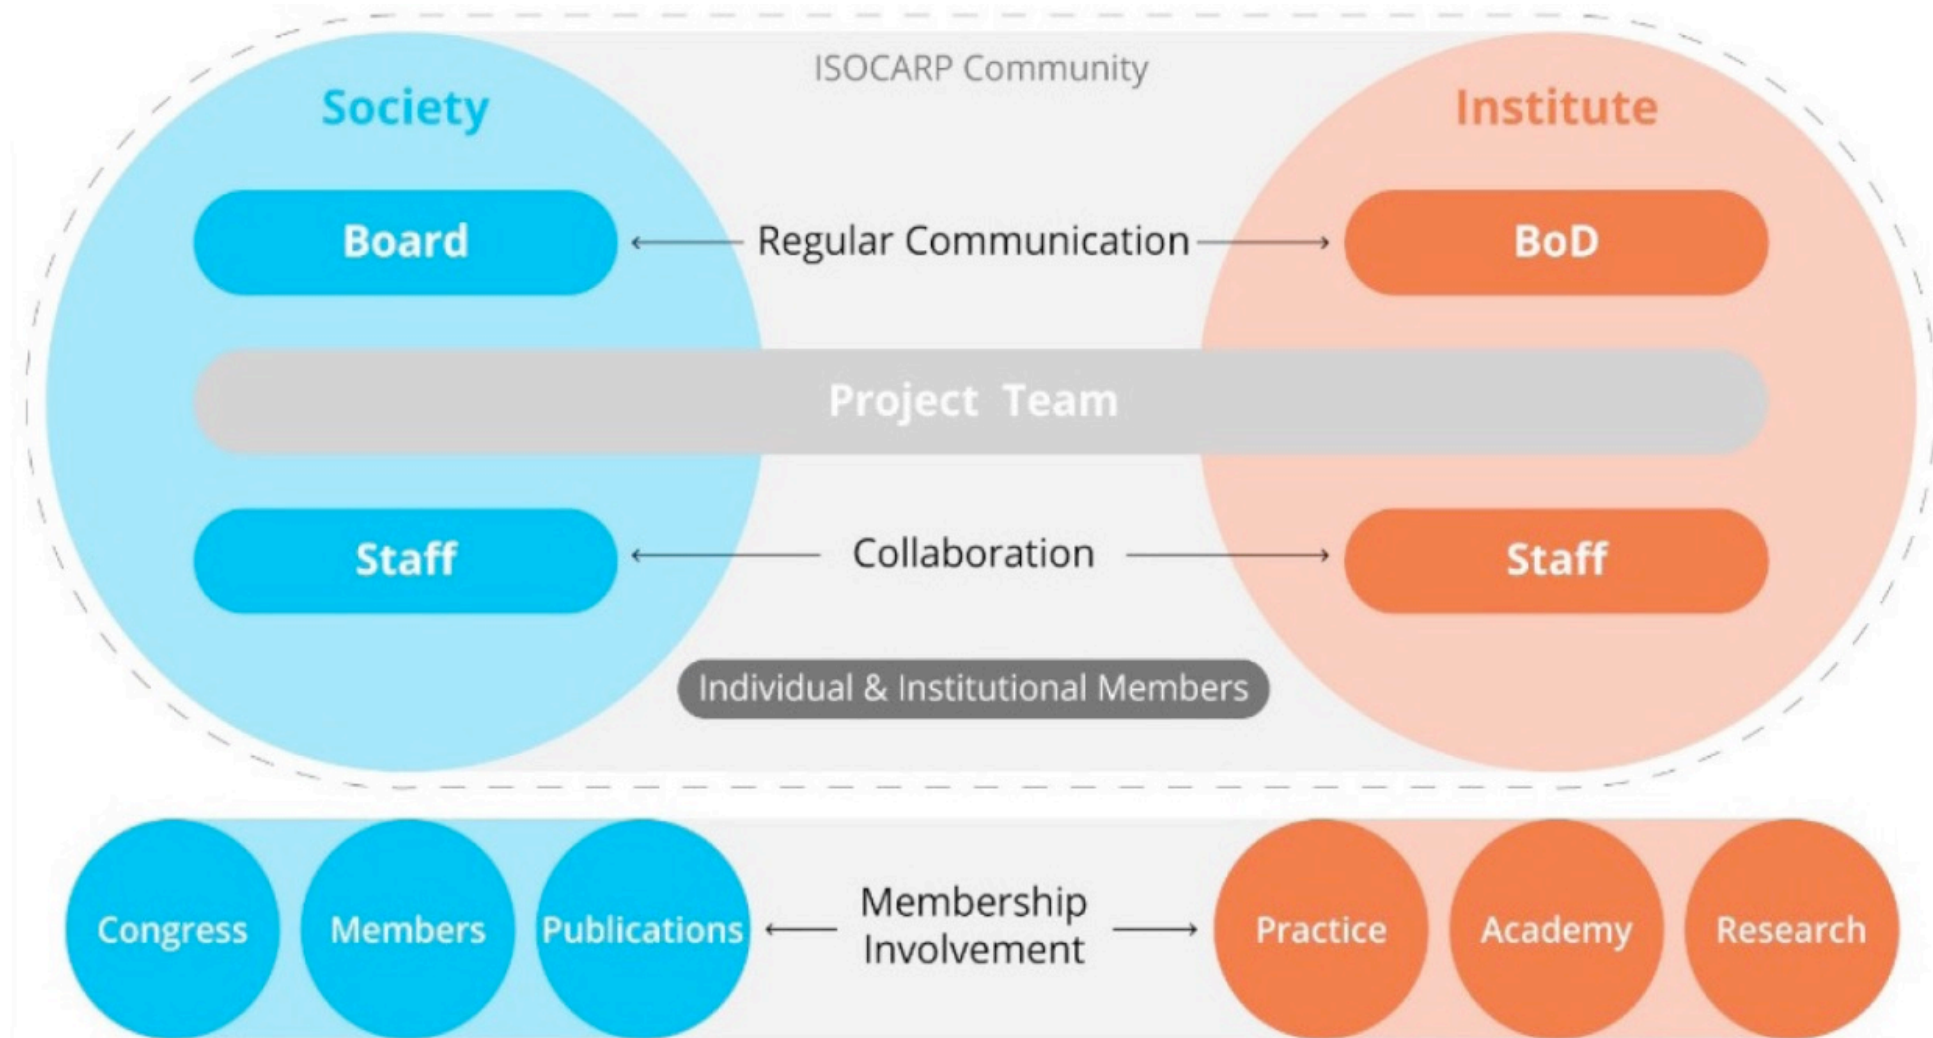 ISOCARP Community
Society
Institute
Board
Regular Communication
BoD
Project Team
Staff
Collaboration
Staff
Individual & Institutional Members
Congress
Members
Publications
Membership
Involvement
Practice
Academy
Research